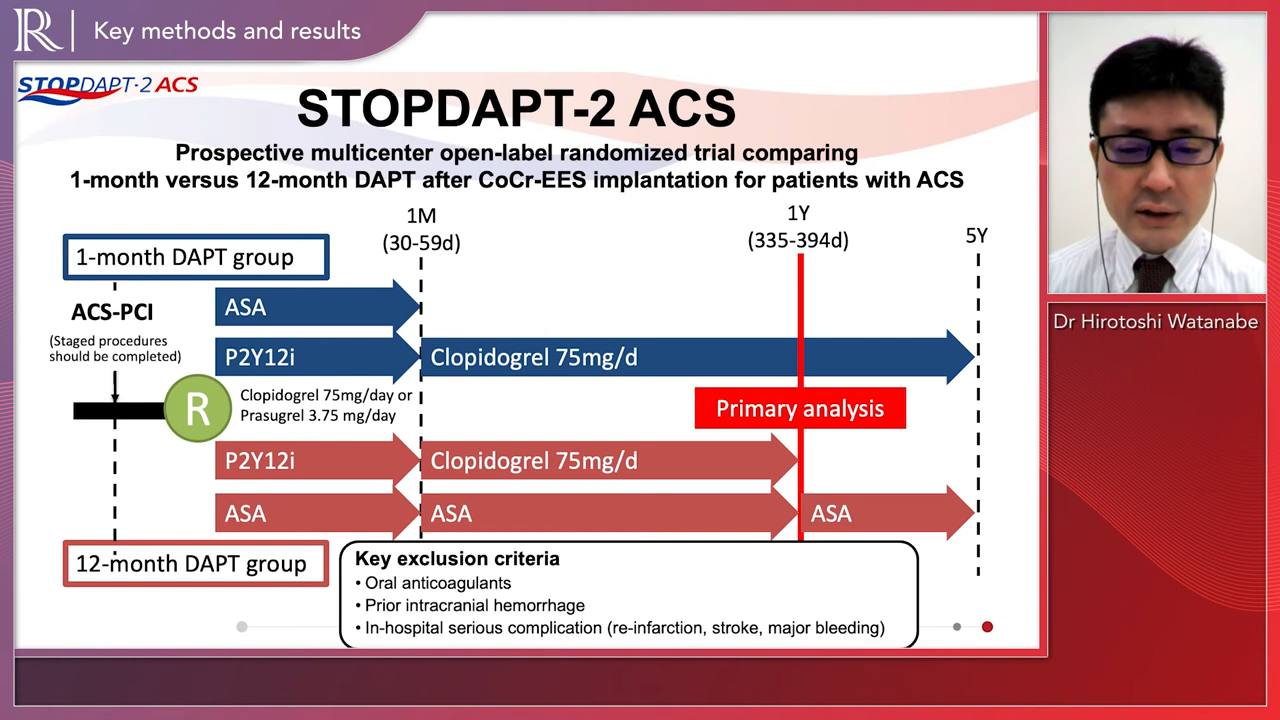 R | Key methods and results
STOPDAPT-2 ACS
STOPDAPT-2 ACS
Prospective multicenter open-label randomized trial comparing
1-month versus 12-month DAPT after CoCr-EES implantation for patients with ACS
1M
(30-59d)
1Y
(335-394d)
5Y
1-month DAPT group
ACS-PCI
(Staged procedures
should be completed)
ASA
P2Y12i
Clopidogrel 75mg/d
R
Clopidogrel 75mg/day or
Prasugrel 3.75 mg/day
Primary analysis
P2Y12i
Clopidogrel 75mg/d
ASA
ASA
ASA
12-month DAPT group
Key exclusion criteria
• Oral anticoagulants
• Prior intracranial hemorrhage
• In-hospital serious complication (re-infarction, stroke, major bleeding)
Dr Hirotoshi Watanabe